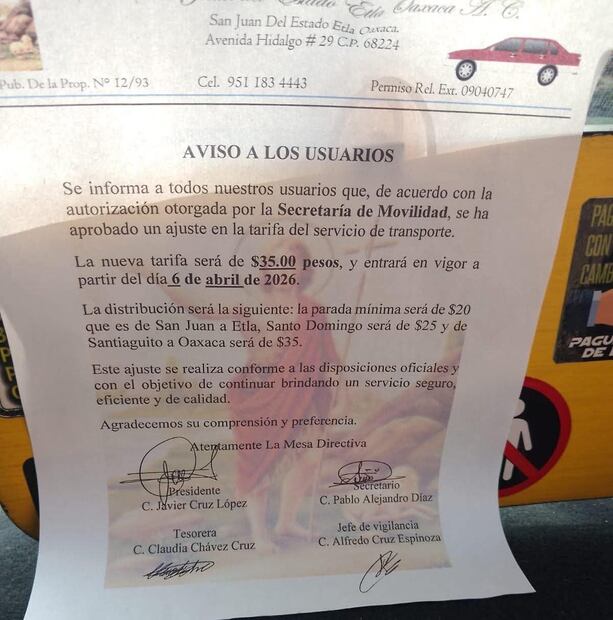 Estado Etla Oaxaca A. C.
San Juan Del Estado Etla Oaxaca.
Avenida Hidalgo # 29 C.P. 68224
Pub. De la Prop. N° 12/93
Cel. 951 183 4443
Permiso Rel. Ext. 09040747
AVISO A LOS USUARIOS
Se informa a todos nuestros usuarios que, de acuerdo con la
autorización otorgada por la Secretaría de Movilidad, se ha
aprobado un ajuste en la tarifa del servicio de transporte.
La nueva tarifa será de $35.00 pesos, y entrará en vigor a
partir del día 6 de abril de 2026.
La distribución será la siguiente: la parada mínima será de $20
que es de San Juan a Etla, Santo Domingo será de $25 y de
Santiaguito a Oaxaca será de $35.
Este ajuste se realiza conforme a las disposiciones oficiales y
con el objetivo de continuar brindando un servicio seguro,
eficiente y de calidad.
Agradecemos su comprensión y preferencia.
Atentamente La Mesa Directiva
Presidente
C. Javier Cruz López
Secretario
C. Pablo Alejandro Díaz
Tesorera
C. Claudia Chávez Cruz
Jefe de vigilancia
C. Alfredo Cruz Espinoza
CON
PAGU
DE